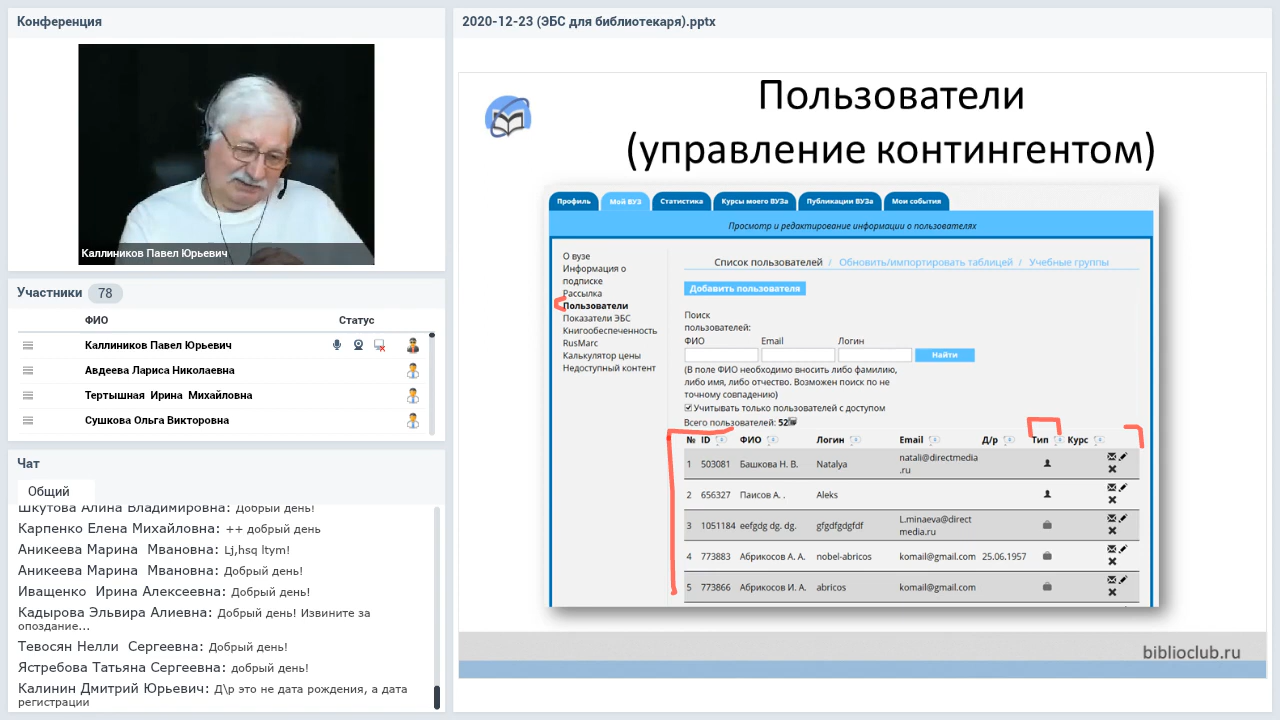 Конференция
Каллиников Павел Юрьевич
Участники 78
ФИО Статус
Каллиников Павел Юрьевич
Авдеева Лариса Николаевна
Тертышная Ирина Михайловна
Сушкова Ольга Викторовна
Чат
Общий
Шкутова Алина Владимировна: Добрый день!
Карпенко Елена Михайловна: ++ добрый день
Аникеева Марина Мвановна: Lj,hsq ltym!
Аникеева Марина Мвановна: Добрый день!
Иващенко Ирина Алексеевна: Добрый день!
Кадырова Эльвира Алиевна: Добрый день! Извините за
опоздание...
Тевосян Нелли Сергеевна: Добрый день!
Ястребова Татьяна Сергеевна: добрый день!
Калинин Дмитрий Юрьевич: Д\р это не дата рождения, а дата
регистрации
2020-12-23 (ЭБС для библиотекаря).pptx
Пользователи
(управление контингентом)
Профиль Мой ВУЗ Статистика Курсы моего ВУЗа Публикации ВУЗа Мои события
Просмотр и редактирование информации о пользователях
О вузе
Информация о
подписке
Рассылка
Пользователи
Показатели ЭБС
Книгообеспеченность
RusMarc
Калькулятор цены
Недоступный контент
Список пользователей / Обновить/импортировать таблицей / Учебные группы
Добавить пользователя
Поиск
пользователей:
ФИО Email Логин
Найти
(В поле ФИО необходимо вносить либо фамилию,
либо имя, либо отчество. Возможен поиск по не
точному совпадению)
Учитывать только пользователей с доступом
Всего пользователей: 52
№ ID ФИО Логин Email Д/р Тип Курс
1 503081 Башкова Н. В. Natalya natali@directmedia
.ru
2 656327 Паисов А. . Aleks
3 1051184 eefgdg dg. dg. gfgdfgdgfdf L.minaeva@direct
media.ru
4 773883 Абрикосов А. А. nobel-abricos komail@gmail.com 25.06.1957
5 773866 Абрикосов И. А. abricos komail@gmail.com
biblioclub.ru